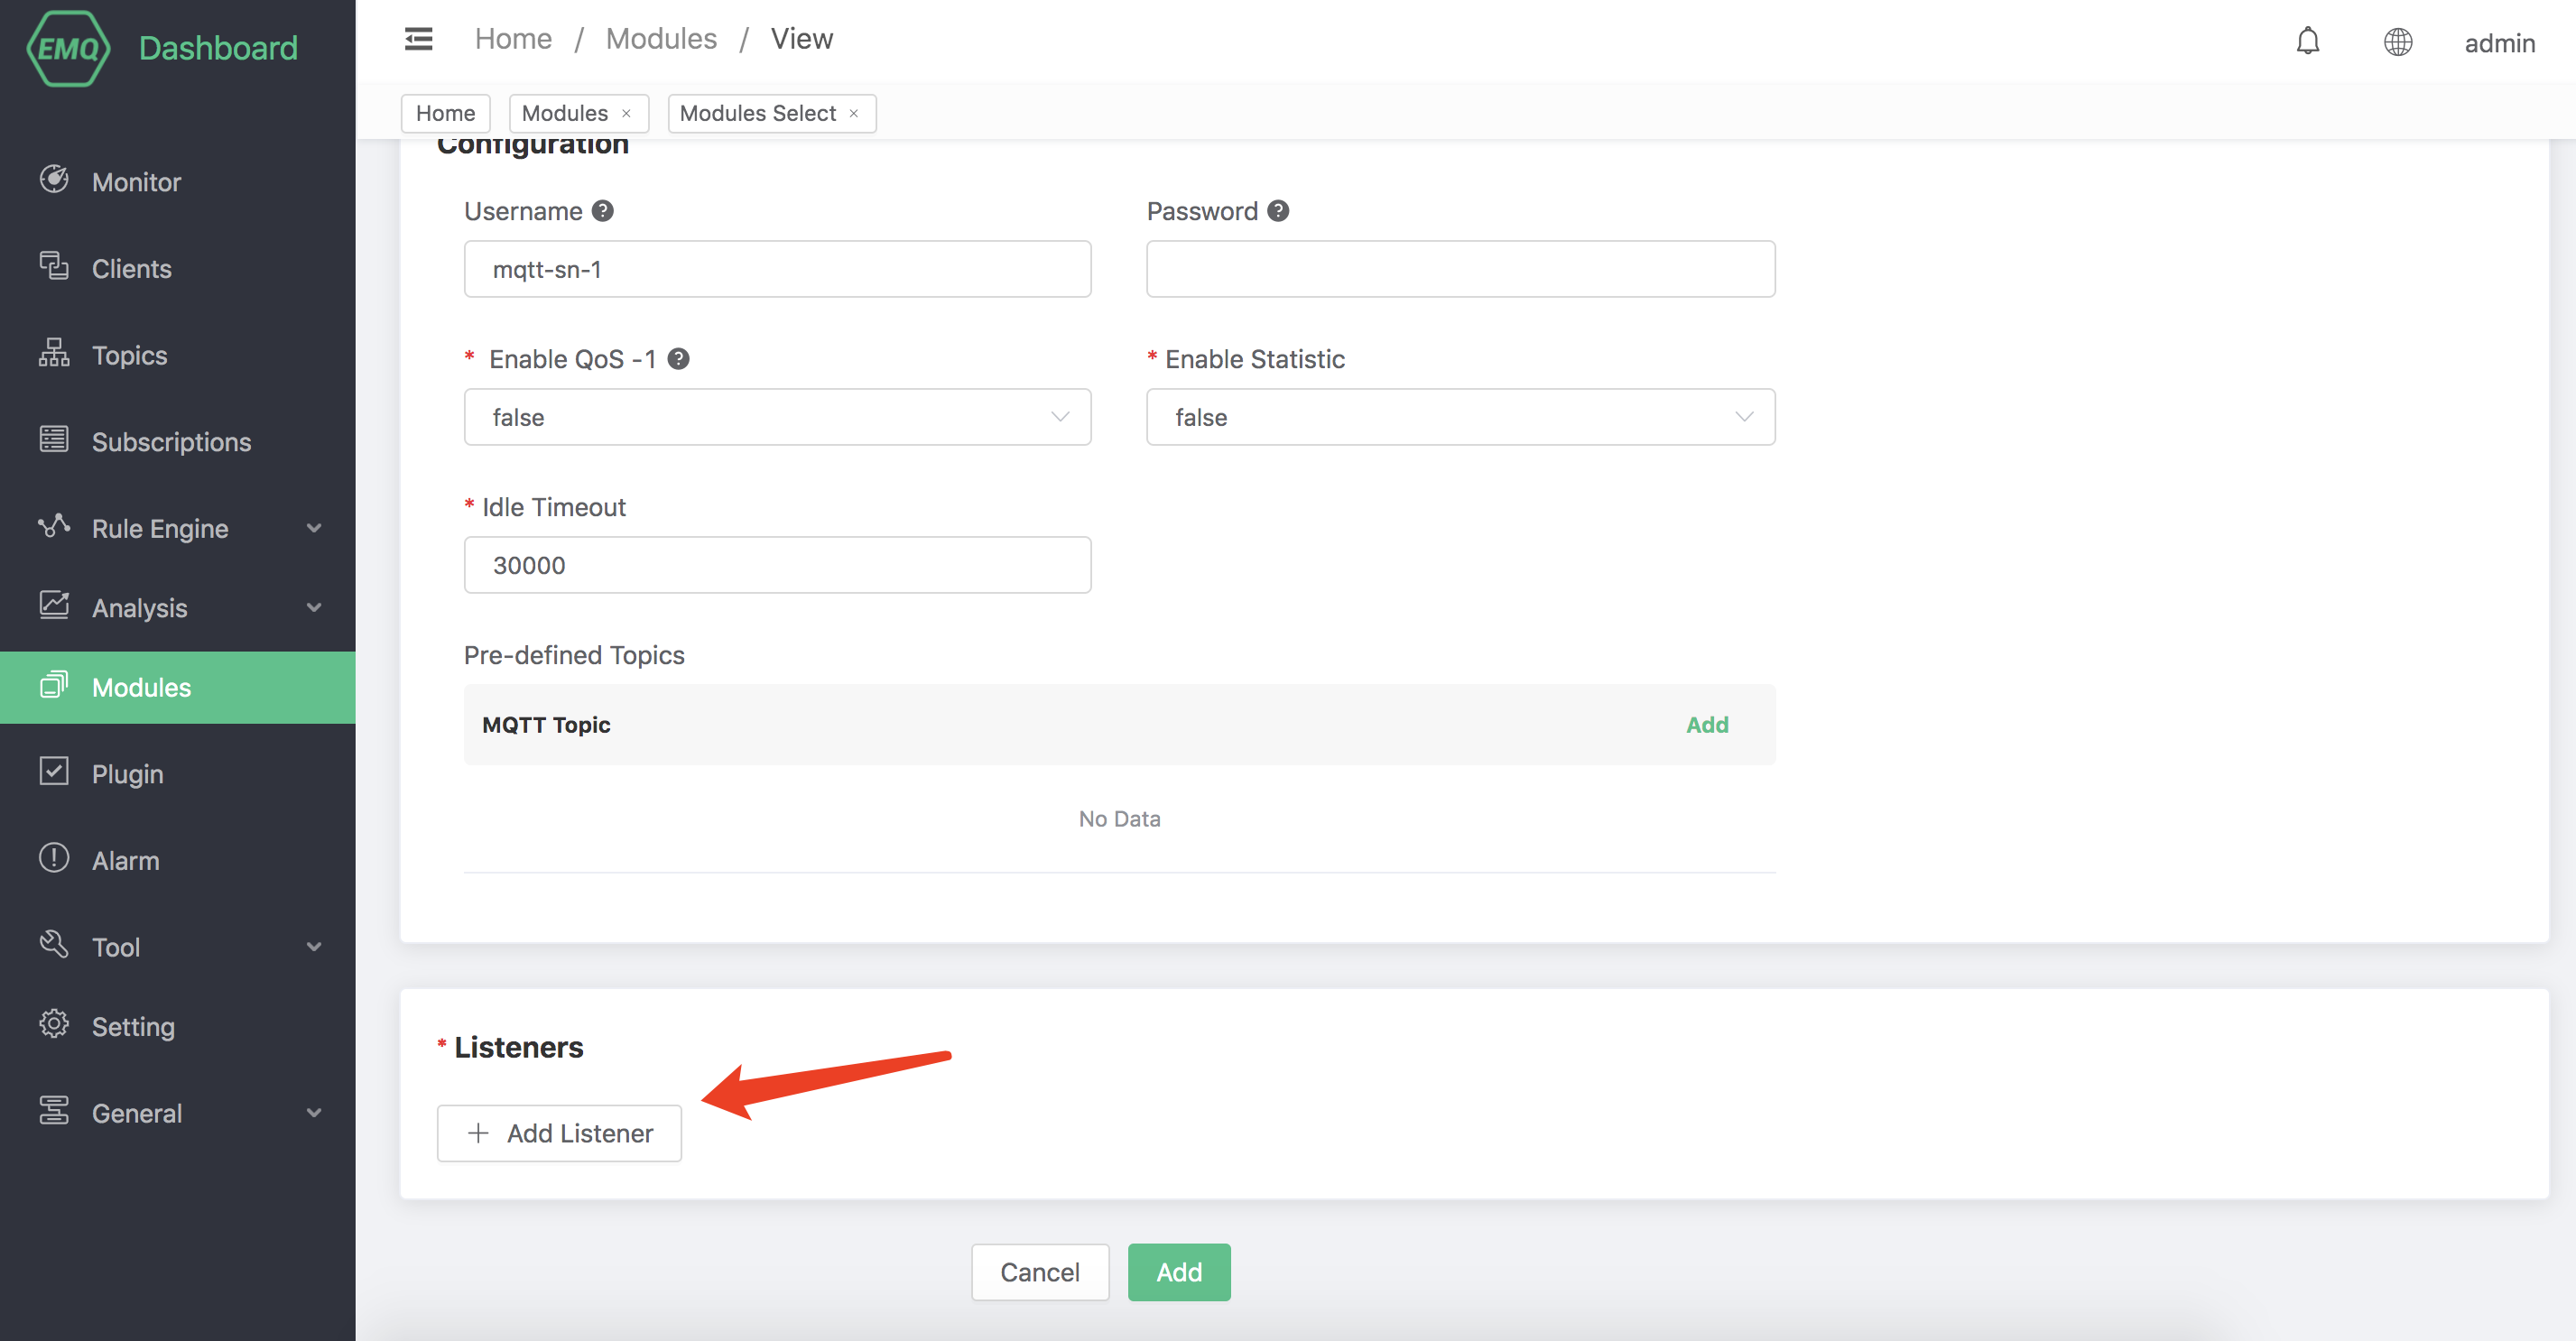 EMQ Dashboard
Home / Modules / View
admin
Home
Modules ×
Modules Select ×
Monitor
Clients
Topics
Subscriptions
Rule Engine
Analysis
Modules
Plugin
Alarm
Tool
Setting
General
Configuration
Username ?
Password ?
mqtt-sn-1
* Enable QoS -1 ?
* Enable Statistic
false
false
* Idle Timeout
30000
Pre-defined Topics
MQTT Topic
Add
No Data
* Listeners
+ Add Listener
Cancel
Add